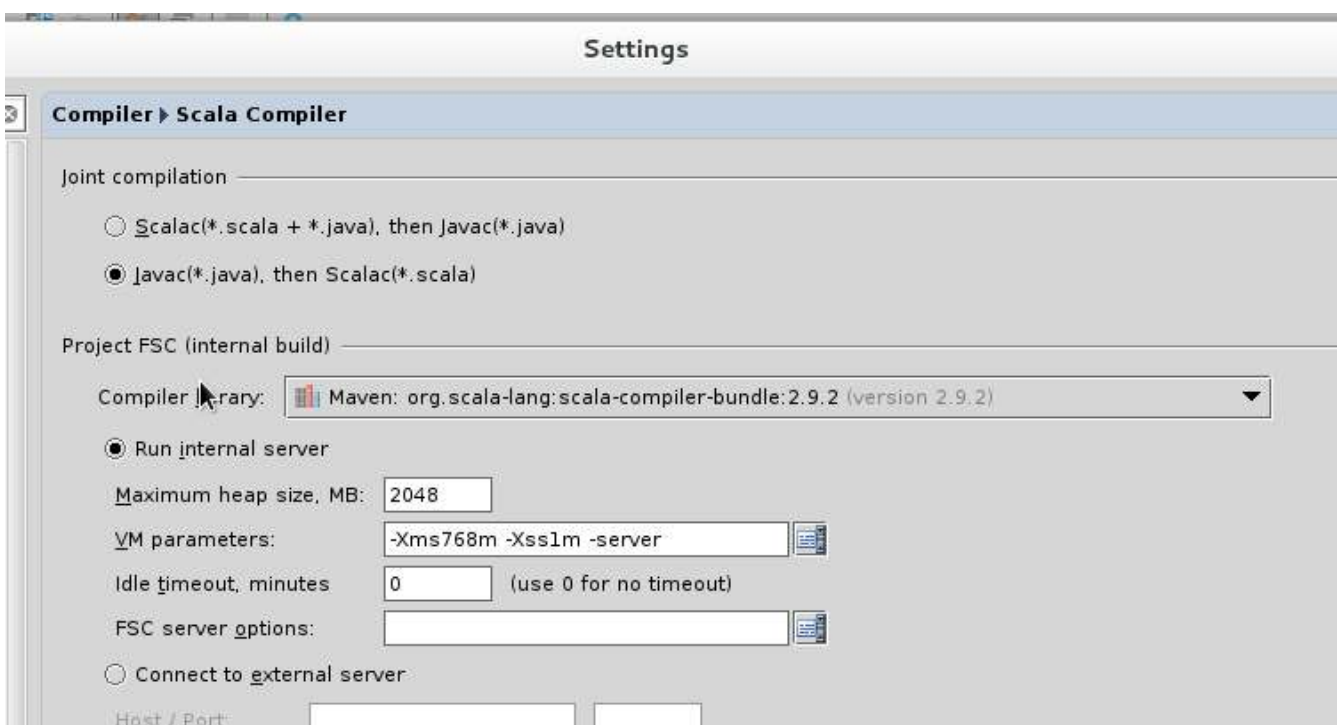 Settings
Compiler Scala Compiler
Joint compilation
Scalac(*.scala + *.java), then Javac(*.java)
Javac(*.java), then Scalac(*.scala)
Project FSC (internal build)
Compiler rary: Maven: org.scala-lang:scala-compiler-bundle:2.9.2 (version 2.9.2)
Run internal server
Maximum heap size, MB: 2048
VM parameters: -Xms768m -Xss1m -server
Idle timeout, minutes 0 (use 0 for no timeout)
FSC server options:
Connect to external server
Host / Port: